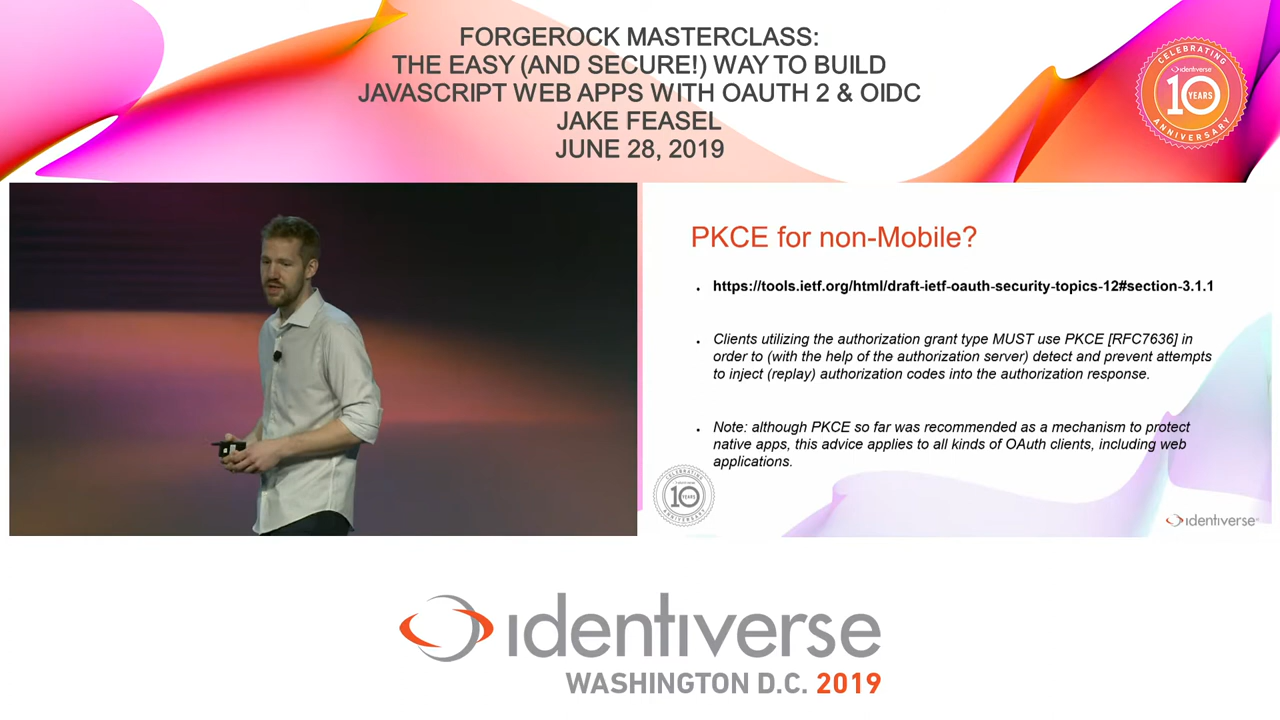 FORGEROCK MASTERCLASS:
THE EASY (AND SECURE!) WAY TO BUILD
JAVASCRIPT WEB APPS WITH OAUTH 2 & OIDC
JAKE FEASEL
JUNE 28, 2019
CELEBRATING
identiverse
10
YEARS
ANNIVERSARY
PKCE for non-Mobile?
• https://tools.ietf.org/html/draft-ietf-oauth-security-topics-12#section-3.1.1
• Clients utilizing the authorization grant type MUST use PKCE [RFC7636] in
order to (with the help of the authorization server) detect and prevent attempts
to inject (replay) authorization codes into the authorization response.
• Note: although PKCE so far was recommended as a mechanism to protect
native apps, this advice applies to all kinds of OAuth clients, including web
applications.
CELEBRATING
10
YEARS
ANNIVERSARY
identiverse
identiverse
WASHINGTON D.C. 2019